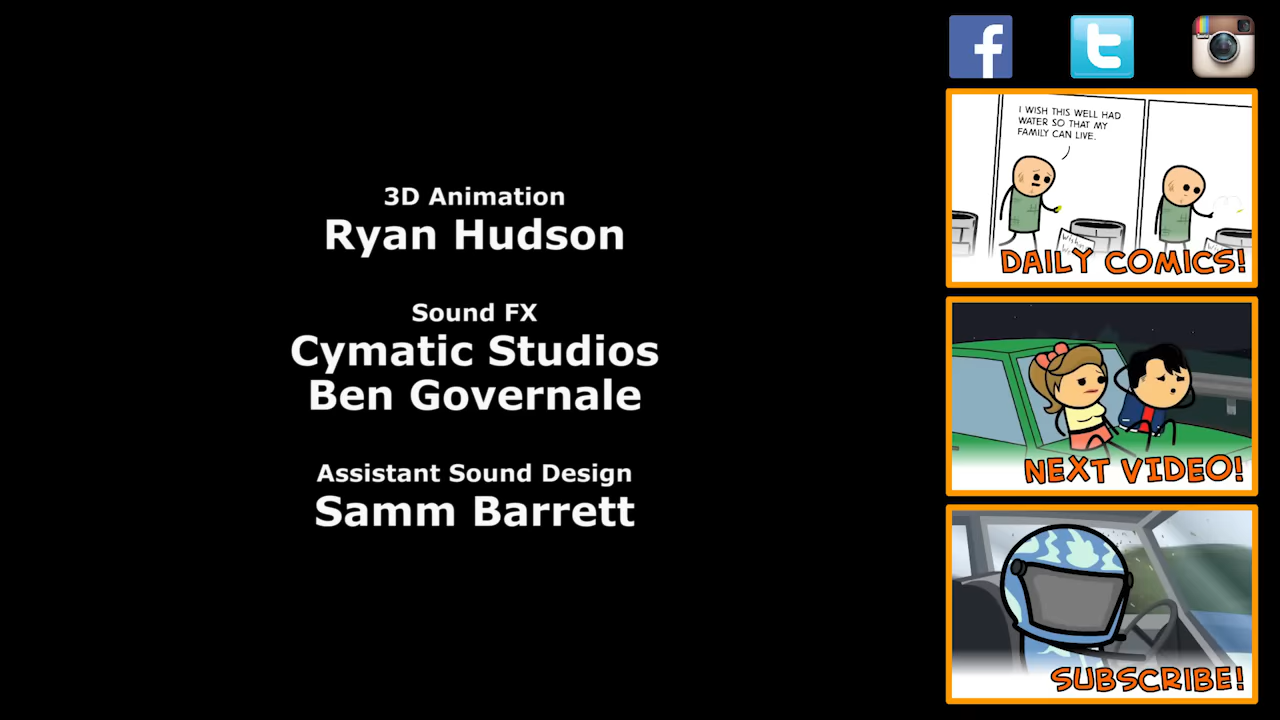 3D Animation
Ryan Hudson
Sound FX
Cymatic Studios
Ben Governale
Assistant Sound Design
Samm Barrett
I WISH THIS WELL HAD
WATER SO THAT MY
FAMILY CAN LIVE.
DAILY COMICS!
NEXT VIDEO!
SUBSCRIBE!